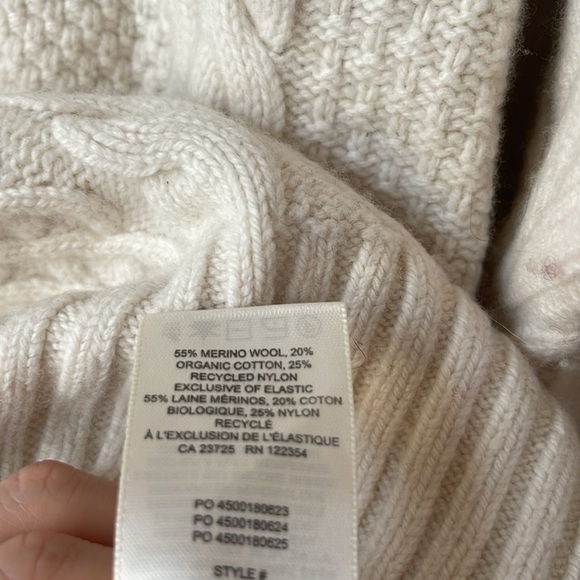 55% MERINO WOOL, 20%
ORGANIC COTTON, 25%
RECYCLED NYLON
EXCLUSIVE OF ELASTIC
55% LAINE MÉRINOS, 20% COTON
BIOLOGIQUE, 25% NYLON
RECYCLÉ
À L'EXCLUSION DE L'ÉLASTIQUE
CA 23725 RN 122354
PO 4500180623
PO 4500180624
PO 4500180625
STYLE #